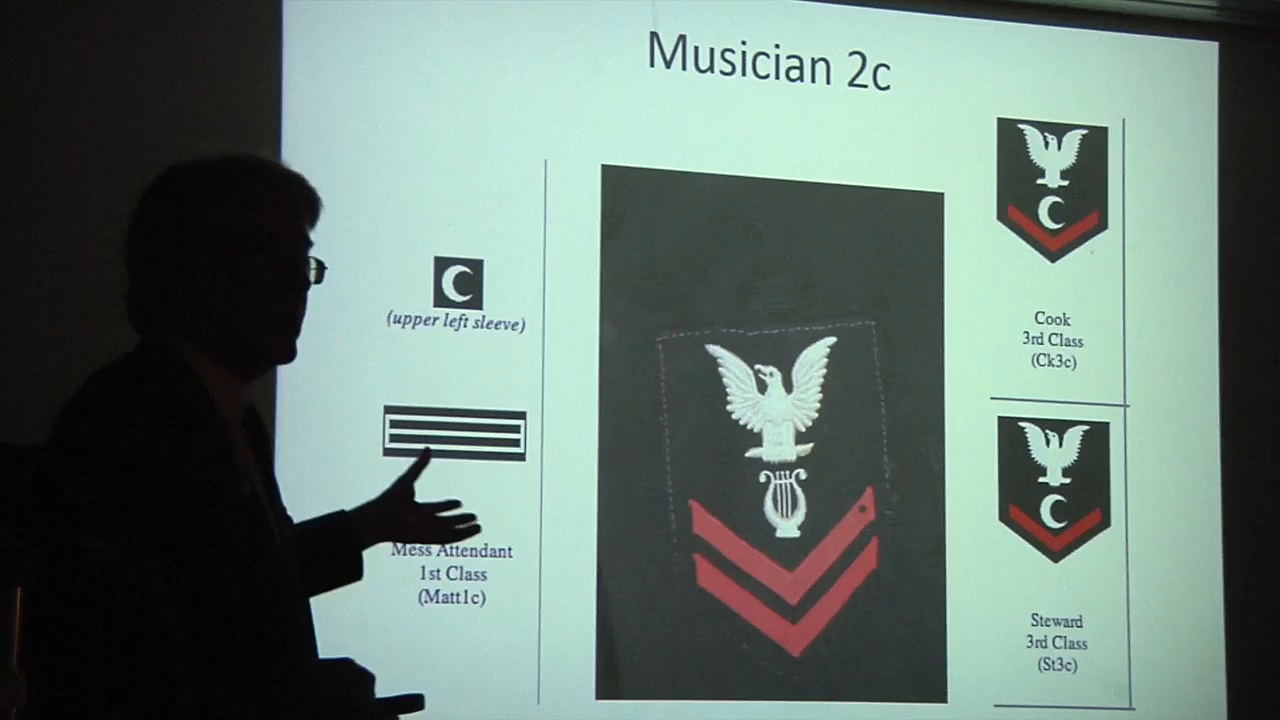 Musician 2c
(upper left sleeve)
Mess Attendant
1st Class
(Matt1c)
Cook
3rd Class
(Ck3c)
Steward
3rd Class
(St3c)